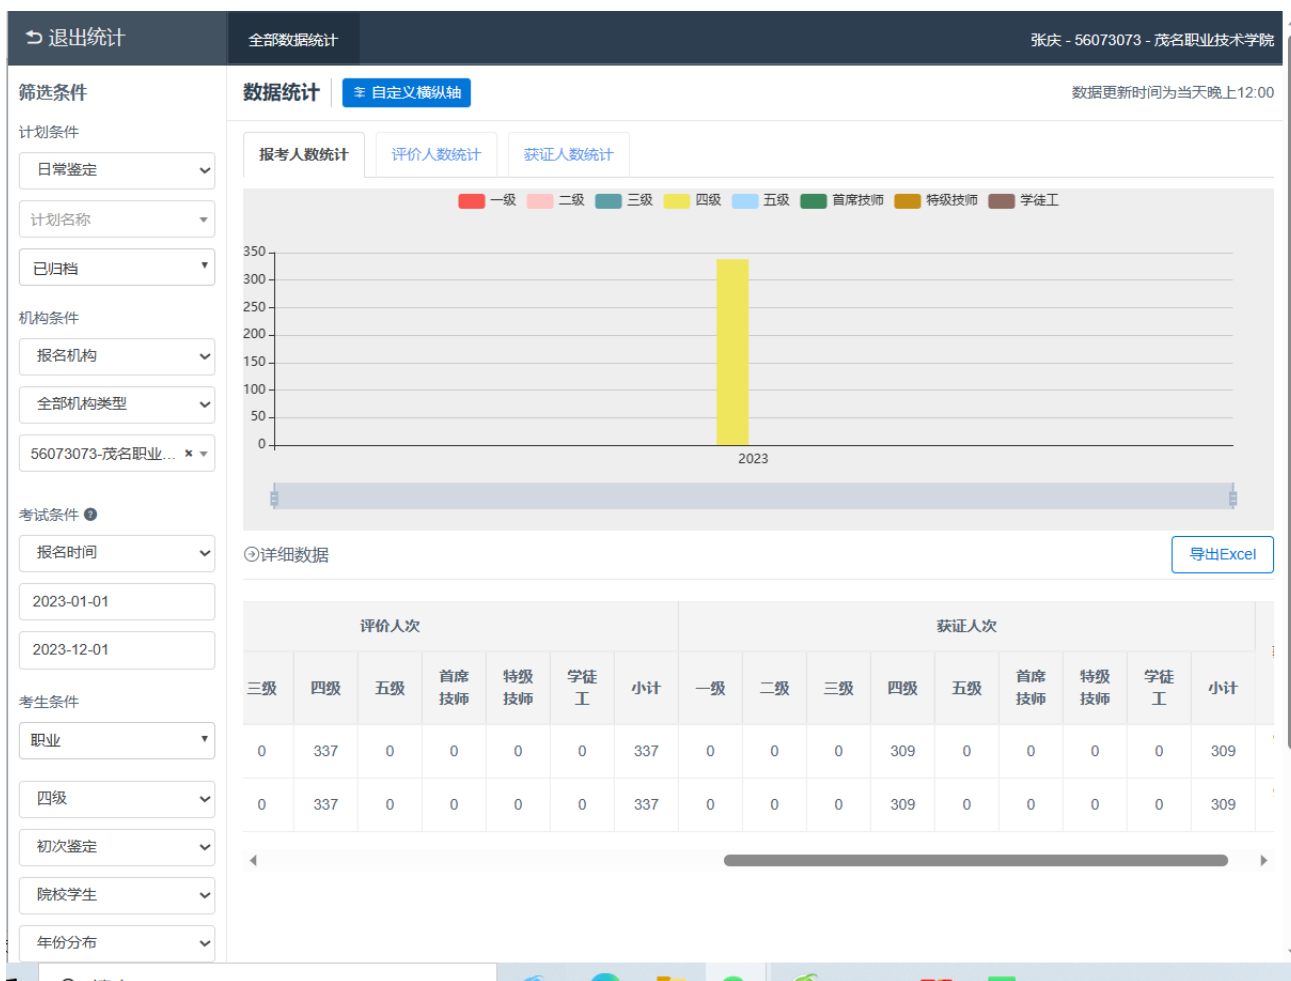 退出统计
全部数据统计
张庆 - 56073073 - 茂名职业技术学院
筛选条件
数据统计
自定义横纵轴
数据更新时间为当天晚上12:00
计划条件
日常鉴定
计划名称
已归档
机构条件
报名机构
全部机构类型
56073073-茂名职业...
考试条件
报名时间
2023-01-01
2023-12-01
考生条件
职业
四级
初次鉴定
院校学生
年份分布
报考人数统计 评价人数统计 获证人数统计
一级 二级 三级 四级 五级 首席技师 特级技师 学徒工
350
300
250
200
150
100
50
0
2023
详细数据
导出Excel
评价人次 获证人次
三级 四级 五级 首席技师 特级技师 学徒工 小计 一级 二级 三级 四级 五级 首席技师 特级技师 学徒工 小计
0 337 0 0 0 0 337 0 0 0 309 0 0 0 0 309
0 337 0 0 0 0 337 0 0 0 309 0 0 0 0 309